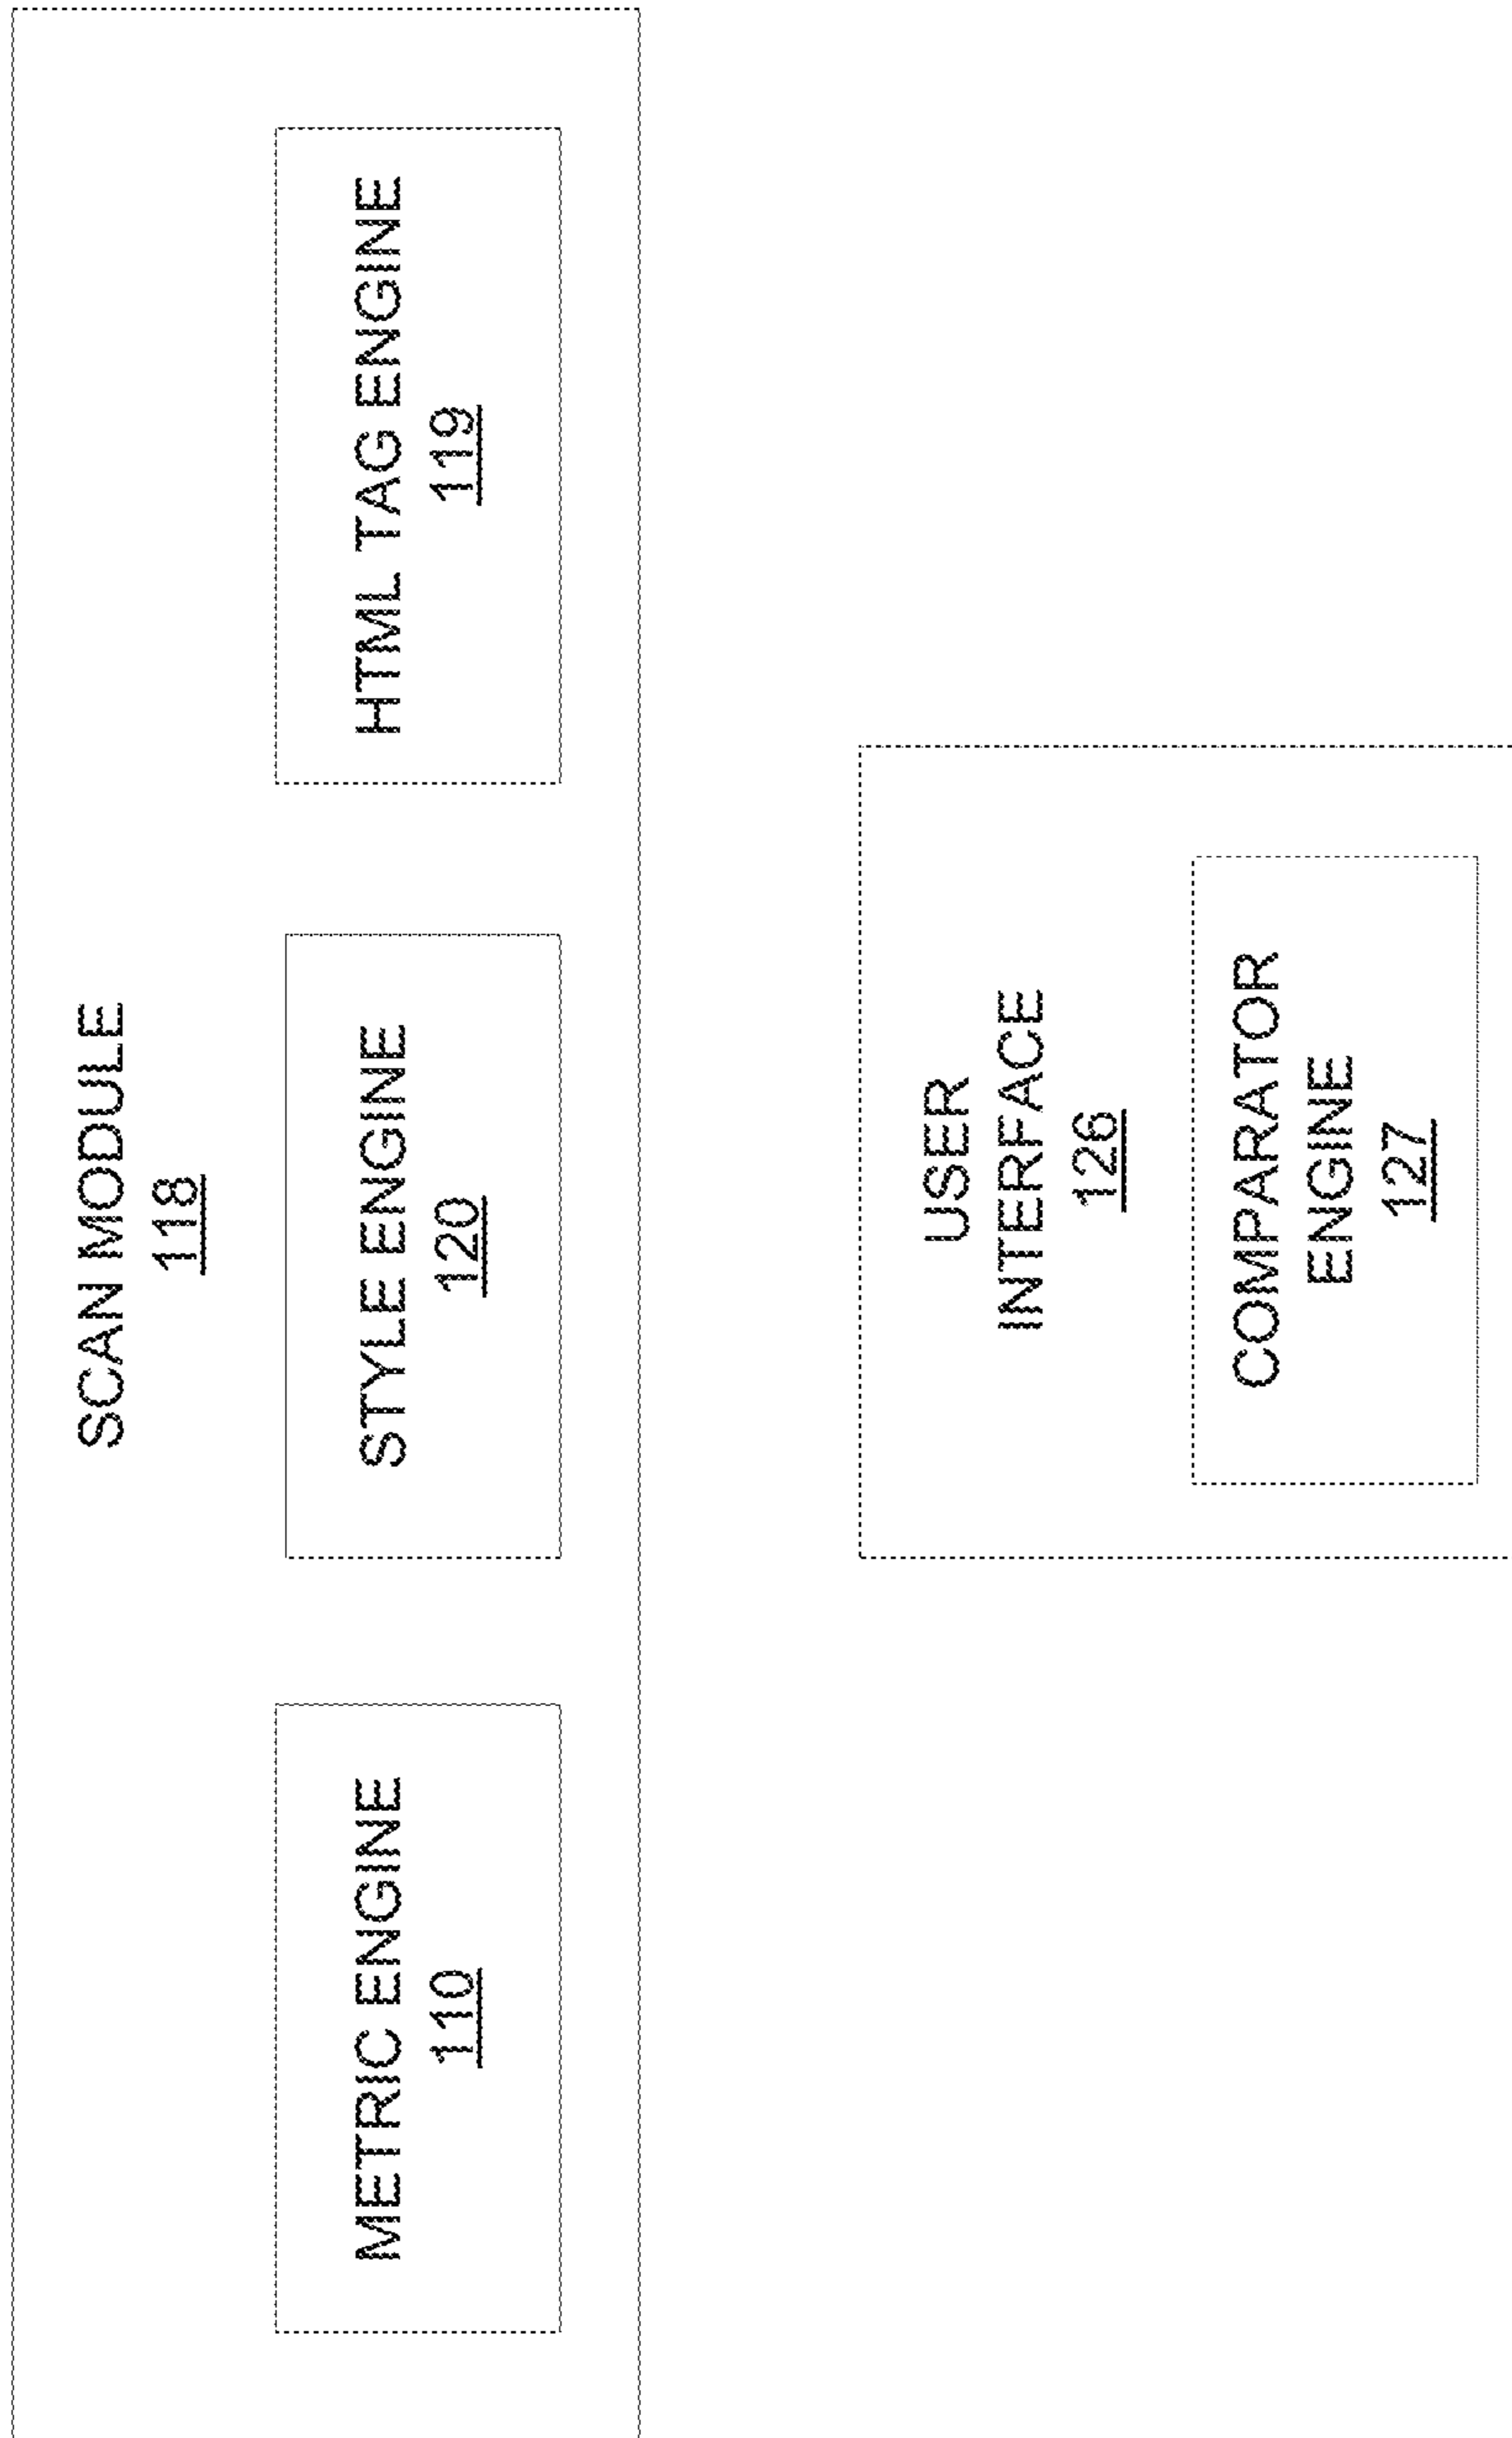 SCAN MODULE
118
METRIC ENGINE
110
STYLE ENGINE
120
HTML TAG ENGINE
119
USER
INTERFACE
126
COMPARATOR
ENGINE
127